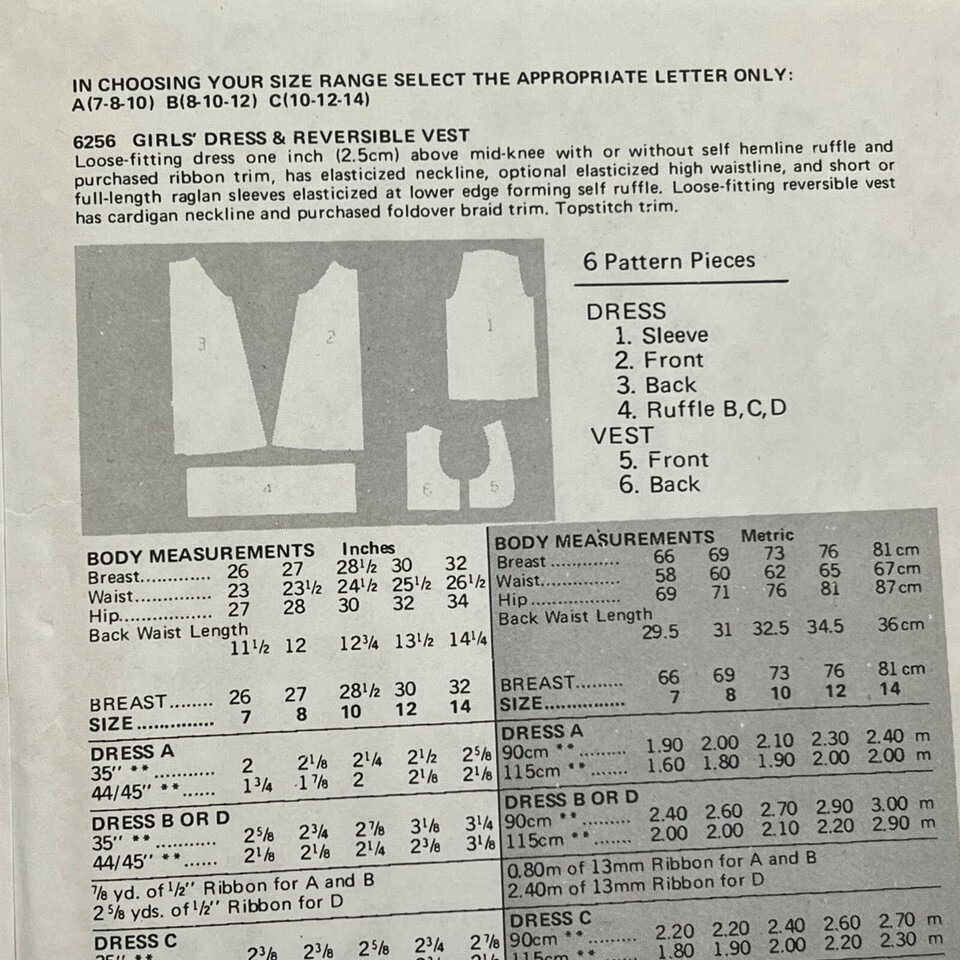 IN CHOOSING YOUR SIZE RANGE SELECT THE APPROPRIATE LETTER ONLY:
A(7-8-10) B(8-10-12) C(10-12-14)
6256 GIRLS' DRESS & REVERSIBLE VEST
Loose-fitting dress one inch (2.5cm) above mid-knee with or without self hemline ruffle and
purchased ribbon trim, has elasticized neckline, optional elasticized high waistline, and short or
full-length raglan sleeves elasticized at lower edge forming self ruffle. Loose-fitting reversible vest
has cardigan neckline and purchased foldover braid trim. Topstitch trim.
3
2
1
4
6
5
6 Pattern Pieces
DRESS
1. Sleeve
2. Front
3. Back
4. Ruffle B,C,D
VEST
5. Front
6. Back
BODY MEASUREMENTS Inches
Breast............. 26 27 28½ 30 32
Waist.............. 23 23½ 24½ 25½ 26½
Hip................. 27 28 30 32 34
Back Waist Length
11½ 12 12¾ 13½ 14¼
BREAST........ 26 27 28½ 30 32
SIZE............... 7 8 10 12 14
DRESS A
35'' ** ........... 2 2⅛ 2¼ 2½ 2⅝
44/45'' **...... 1¾ 1⅞ 2 2⅛ 2⅛
DRESS B OR D
35'' ** ........... 2⅝ 2¾ 2⅞ 3⅛ 3¼
44/45'' **...... 2⅛ 2⅛ 2¼ 2⅜ 3⅛
⅞ yd. of ½'' Ribbon for A and B
2⅝ yds. of ½'' Ribbon for D
DRESS C
35'' ** 2⅜ 2⅜ 2⅝ 2¾ 2⅞
BODY MEASUREMENTS Metric
Breast ............. 66 69 73 76 81 cm
Waist............... 58 60 62 65 67 cm
Hip .................. 69 71 76 81 87 cm
Back Waist Length
29.5 31 32.5 34.5 36 cm
BREAST......... 66 69 73 76 81 cm
SIZE................ 7 8 10 12 14
DRESS A
90cm ** ......... 1.90 2.00 2.10 2.30 2.40 m
115cm ** ....... 1.60 1.80 1.90 2.00 2.00 m
DRESS B OR D
90cm ** ......... 2.40 2.60 2.70 2.90 3.00 m
115cm ** ....... 2.00 2.00 2.10 2.20 2.90 m
0.80m of 13mm Ribbon for A and B
2.40m of 13mm Ribbon for D
DRESS C
90cm ** ......... 2.20 2.20 2.40 2.60 2.70 m
115cm ** ....... 1.80 1.90 2.00 2.20 2.30 m